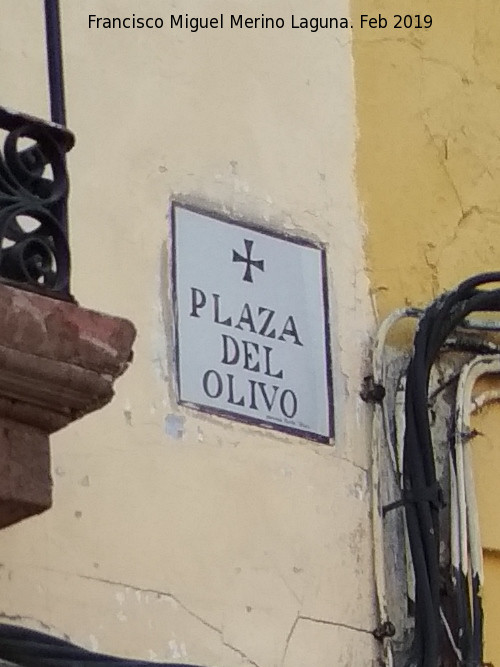 Francisco Miguel Merino Laguna. Feb 2019
PLAZA
DEL
OLIVO